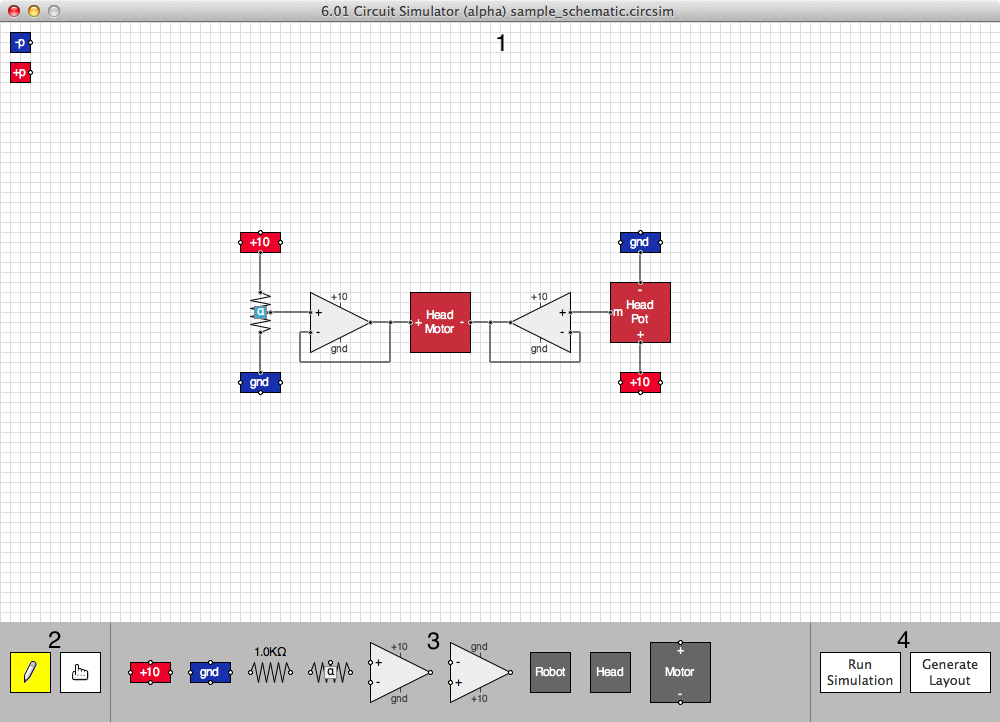 6.01 Circuit Simulator (alpha) sample_schematic.circsim
-p
+p
1
+10
gnd
α
gnd
+10
+
-
gnd
+
Head
Motor
-
+10
+
-
gnd
gnd
-
m
Head
Pot
+
+10
2
3
4
+10
gnd
1.0KΩ
α
+10
+
-
gnd
gnd
-
+
+10
Robot
Head
+
Motor
-
Run
Simulation
Generate
Layout